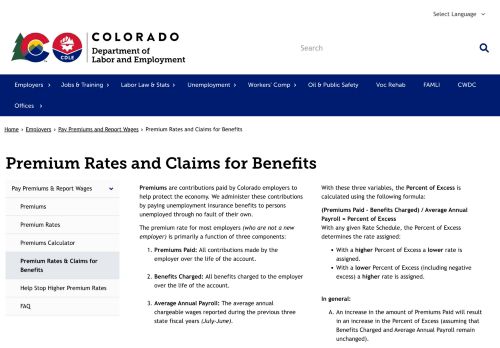 Select Language
COLORADO
Department of
Labor and Employment
CDLE
Search
Employers
Jobs & Training
Labor Law & Stats
Unemployment
Workers' Comp
Oil & Public Safety
Voc Rehab
FAMLI
CWDC
Offices
Home › Employers › Pay Premiums and Report Wages › Premium Rates and Claims for Benefits
Premium Rates and Claims for Benefits
Pay Premiums & Report Wages
Premiums
Premium Rates
Premiums Calculator
Premium Rates & Claims for
Benefits
Help Stop Higher Premium Rates
FAQ
Premiums are contributions paid by Colorado employers to
help protect the economy. We administer these contributions
by paying unemployment insurance benefits to persons
unemployed through no fault of their own.
The premium rate for most employers (who are not a new
employer) is primarily a function of three components:
1. Premiums Paid: All contributions made by the
employer over the life of the account.
2. Benefits Charged: All benefits charged to the employer
over the life of the account.
3. Average Annual Payroll: The average annual
chargeable wages reported during the previous three
state fiscal years (July-June).
With these three variables, the Percent of Excess is
calculated using the following formula:
(Premiums Paid - Benefits Charged) / Average Annual
Payroll = Percent of Excess
With any given Rate Schedule, the Percent of Excess
determines the rate assigned:
• With a higher Percent of Excess a lower rate is
assigned.
• With a lower Percent of Excess (including negative
excess) a higher rate is assigned.
In general:
A. An increase in the amount of Premiums Paid will result
in an increase in the Percent of Excess (assuming that
Benefits Charged and Average Annual Payroll remain
unchanged).